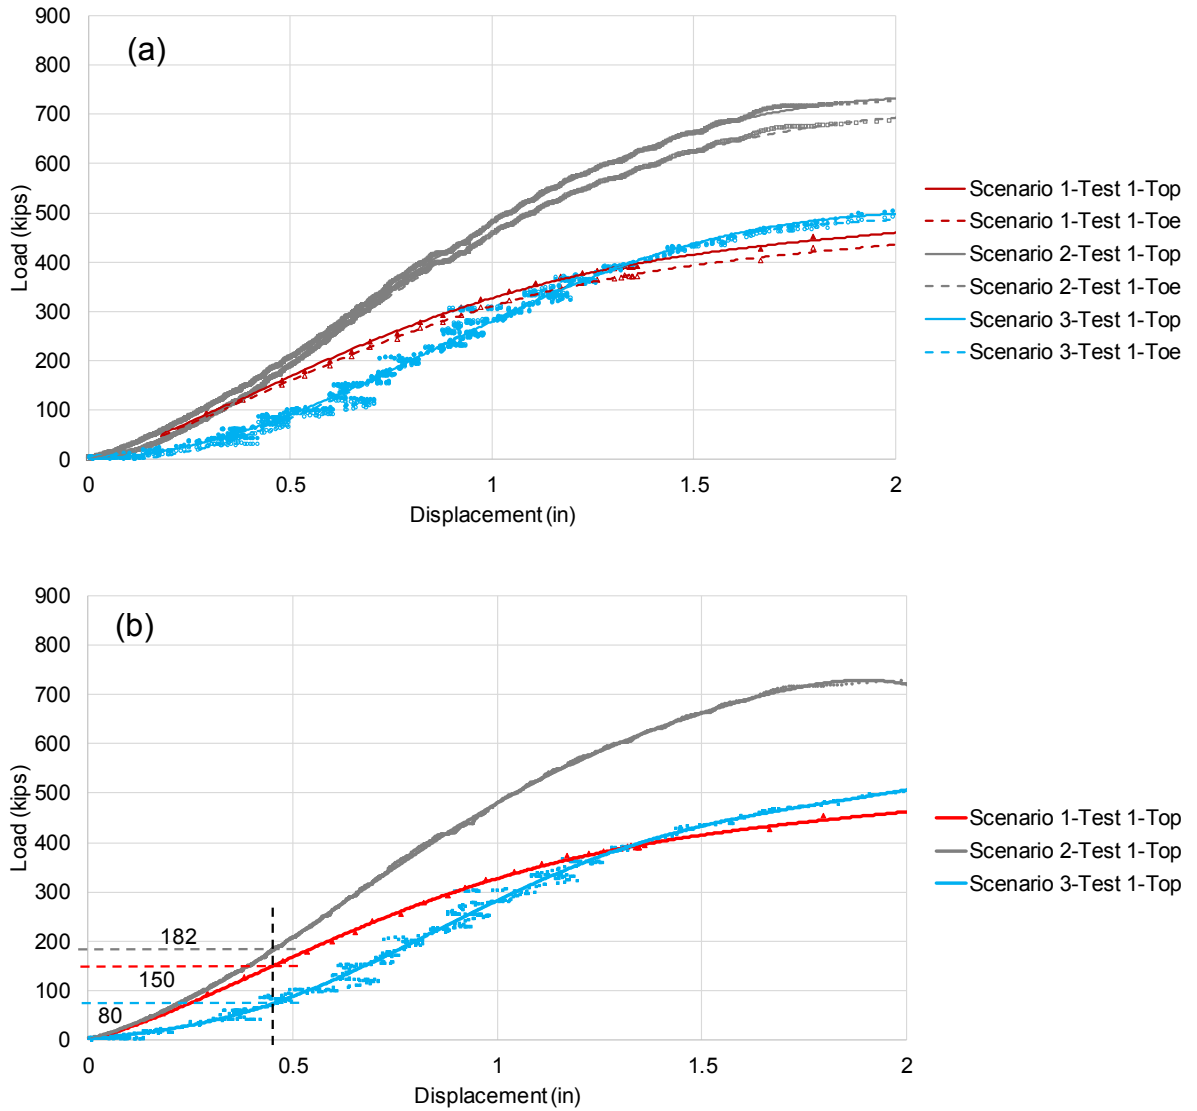 (a)
Load (kips)
900
800
700
600
500
400
300
200
100
0
0 0.5 1 1.5 2
Displacement (in)
Scenario 1-Test 1-Top
Scenario 1-Test 1-Toe
Scenario 2-Test 1-Top
Scenario 2-Test 1-Toe
Scenario 3-Test 1-Top
Scenario 3-Test 1-Toe
(b)
Load (kips)
900
800
700
600
500
400
300
200
100
0
182
150
80
0 0.5 1 1.5 2
Displacement (in)
Scenario 1-Test 1-Top
Scenario 2-Test 1-Top
Scenario 3-Test 1-Top